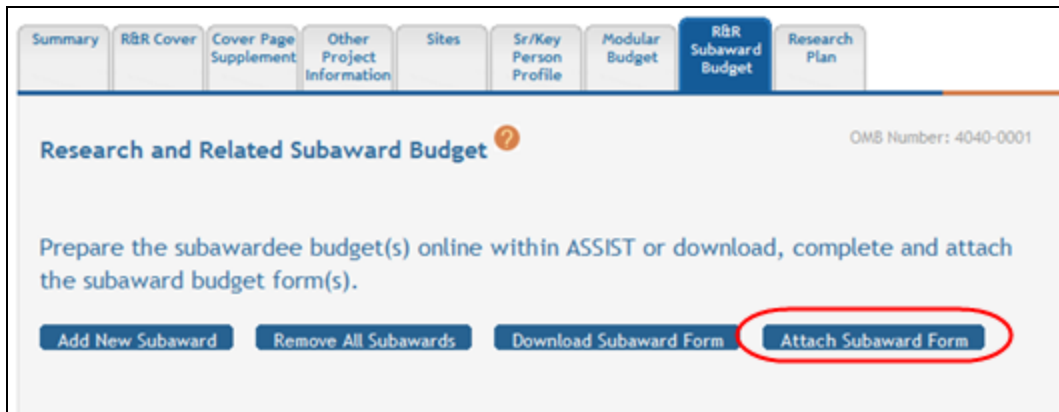 Summary
R&R Cover
Cover Page
Supplement
Other
Project
Information
Sites
Sr/Key
Person
Profile
Modular
Budget
R&R
Subaward
Budget
Research
Plan
Research and Related Subaward Budget ?
OMB Number: 4040-0001
Prepare the subawardee budget(s) online within ASSIST or download, complete and attach
the subaward budget form(s).
Add New Subaward
Remove All Subawards
Download Subaward Form
Attach Subaward Form